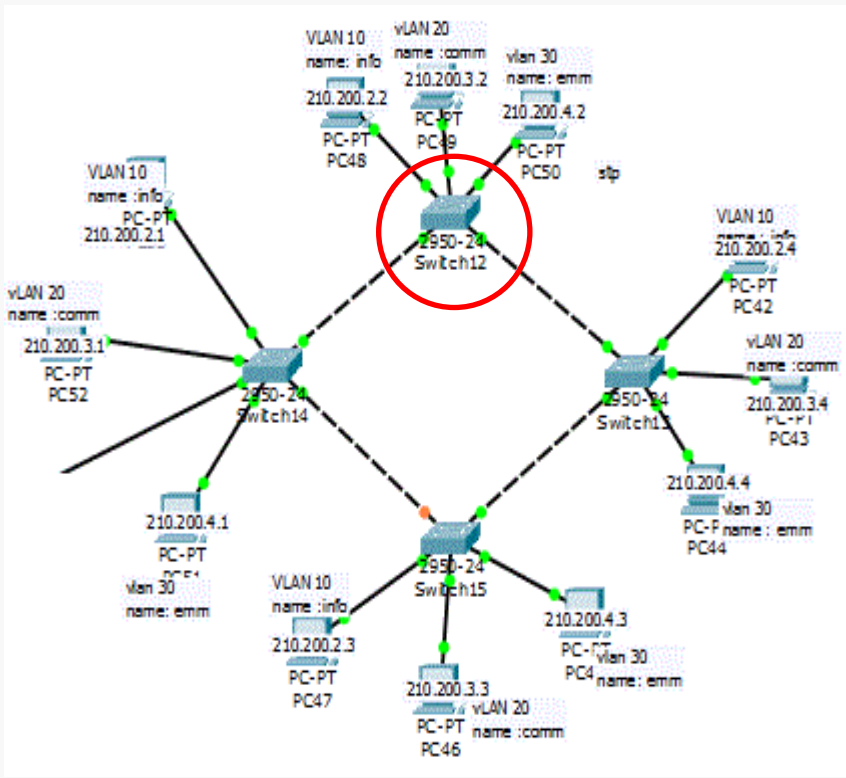 VLAN 10
name: info
210.200.2.2
PC-PT
PC48
vLAN 20
name :comm
210.200.3.2
PC-PT
vlan 30
name: emm
210.200.4.2
PC-PT
PC50
stp
2950-24
Switch12
VLAN 10
name :info
PC-PT
210.200.2.1
VLAN 10
210.200.2.4
PC-PT
PC42
vLAN 20
name :comm
210.200.3.1
PC-PT
PC52
2950-24
Switch14
2950-24
vLAN 20
name :comm
210.200.3.4
PC43
210.200.4.4
PC44
vlan 30
name : emm
210.200.4.1
PC-PT
vlan 30
name: emm
2950-24
Switch15
VLAN 10
name :info
210.200.2.3
PC-PT
PC47
210.200.3.3
PC-PT
PC46
vLAN 20
name :comm
210.200.4.3
vlan 30
name: emm